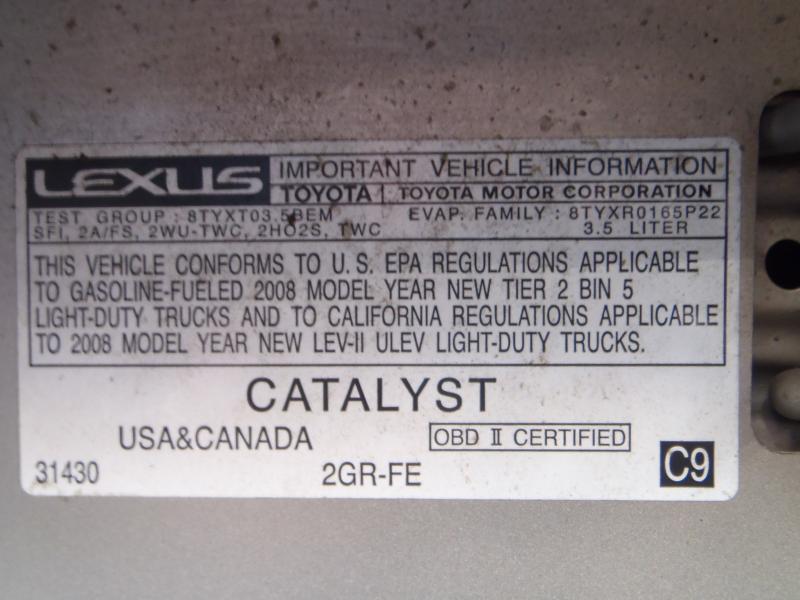 LEXUS IMPORTANT VEHICLE INFORMATION
TOYOTA TOYOTA MOTOR CORPORATION
TEST GROUP : 8TYXT03.5BEM EVAP. FAMILY : 8TYXR0165P22
SFI, 2A/FS, 2WU-TWC, 2HO2S, TWC 3.5 LITER
THIS VEHICLE CONFORMS TO U.S. EPA REGULATIONS APPLICABLE
TO GASOLINE-FUELED 2008 MODEL YEAR NEW TIER 2 BIN 5
LIGHT-DUTY TRUCKS AND TO CALIFORNIA REGULATIONS APPLICABLE
TO 2008 MODEL YEAR NEW LEV-II ULEV LIGHT-DUTY TRUCKS.
CATALYST
USA&CANADA OBD II CERTIFIED
31430 2GR-FE C9